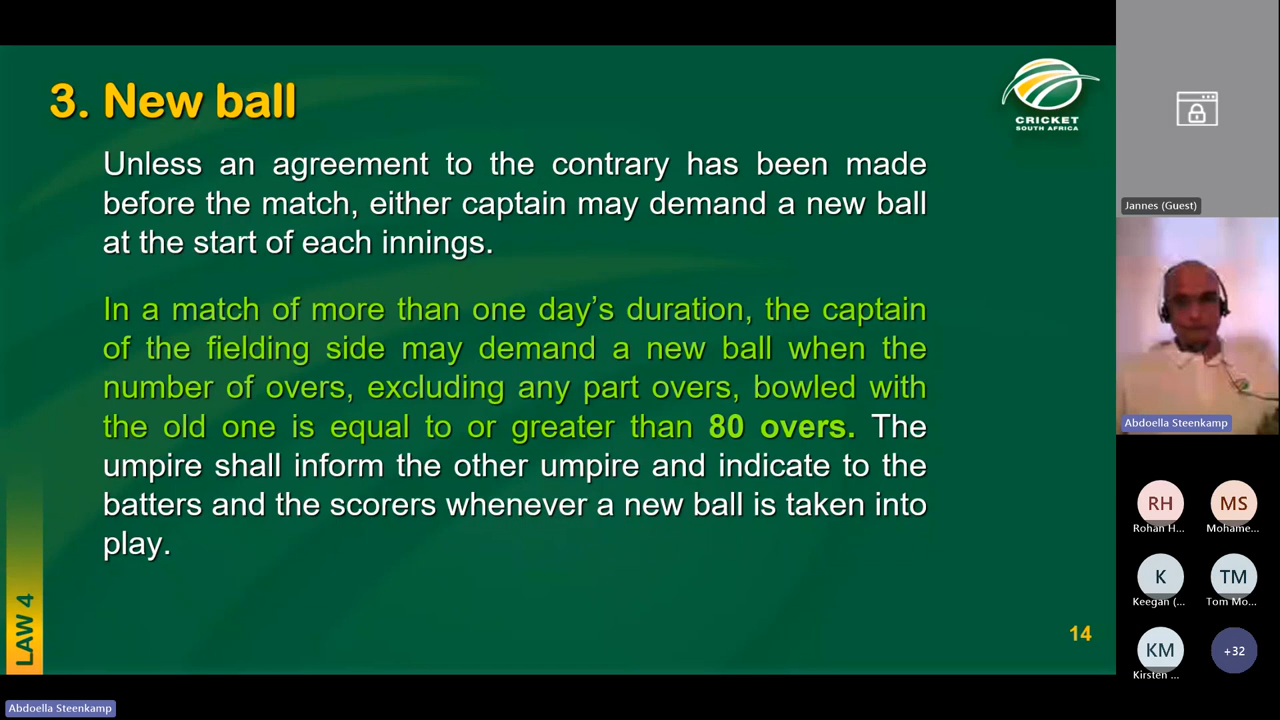 3. New ball
CRICKET
SOUTH AFRICA
Unless an agreement to the contrary has been made
before the match, either captain may demand a new ball
at the start of each innings.
In a match of more than one day’s duration, the captain
of the fielding side may demand a new ball when the
number of overs, excluding any part overs, bowled with
the old one is equal to or greater than 80 overs. The
umpire shall inform the other umpire and indicate to the
batters and the scorers whenever a new ball is taken into
play.
LAW 4
14
Abdoella Steenkamp
Jannes (Guest)
Abdoella Steenkamp
RH
Rohan H...
MS
Mohame...
K
Keegan (...
TM
Tom Mo...
KM
Kirsten ...
+32